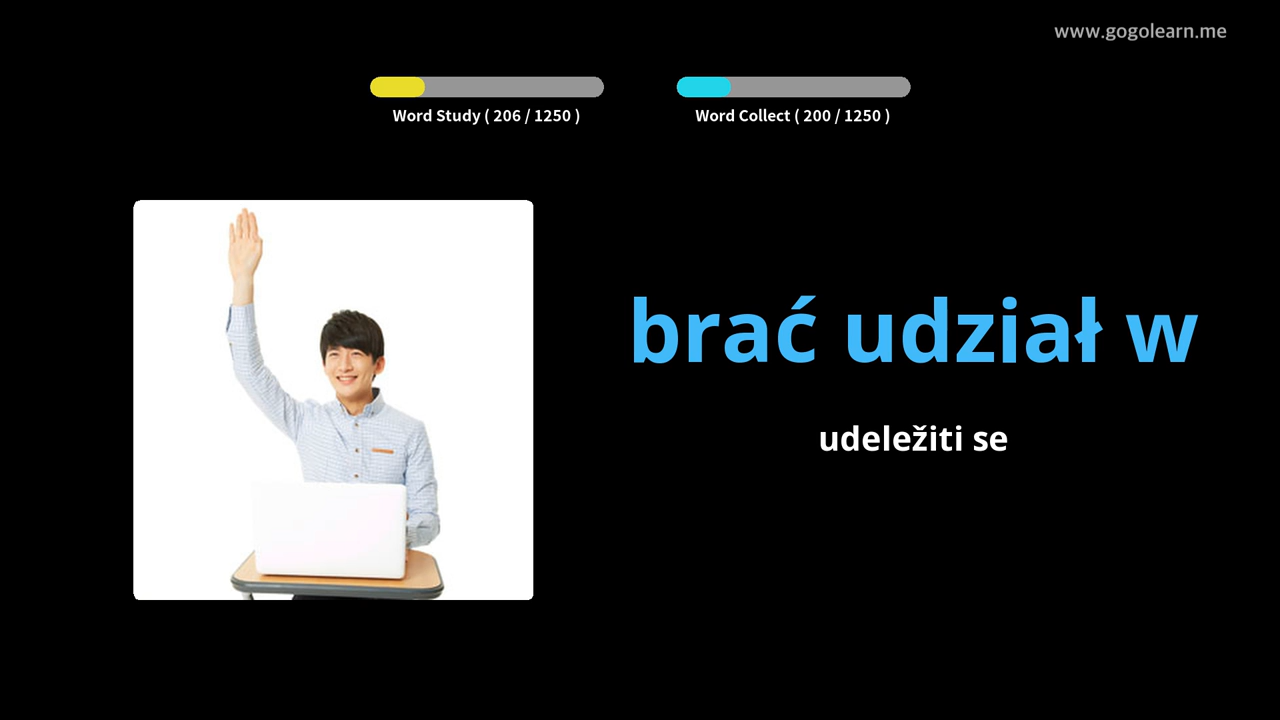 www.gogolearn.me
Word Study ( 206 / 1250 )
Word Collect ( 200 / 1250 )
brać udział w
udeležiti se